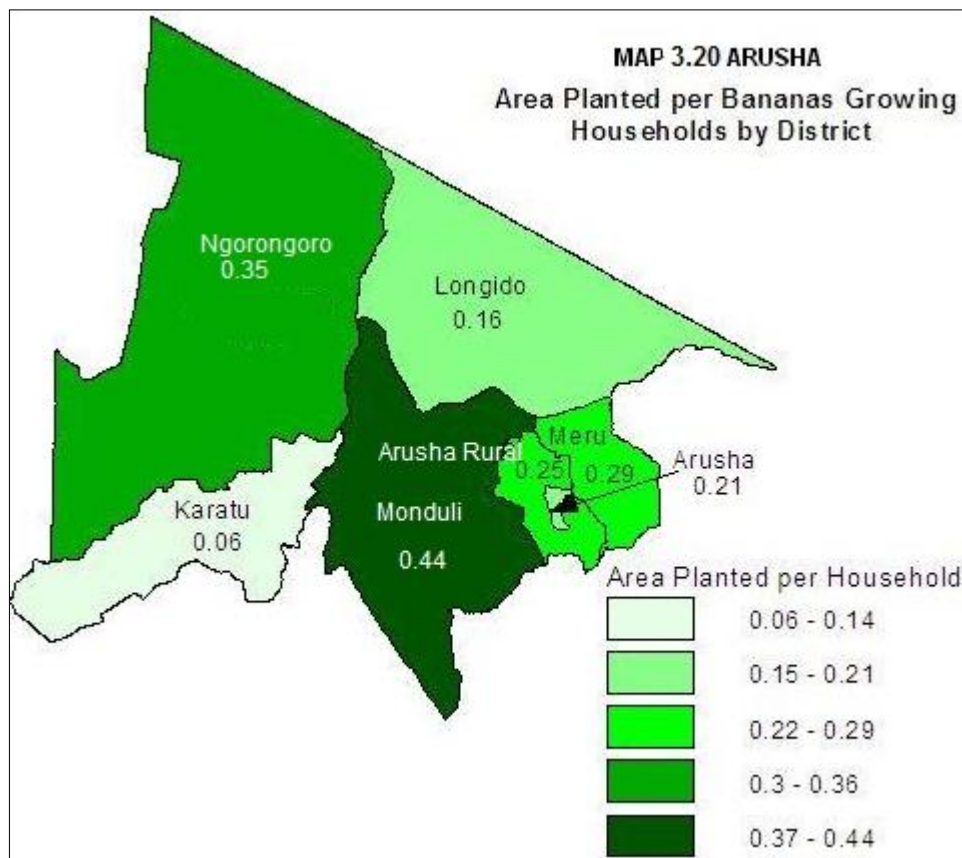 MAP 3.20 ARUSHA
Area Planted per Bananas Growing
Households by District
Ngorongoro
0.35
Longido
0.16
Meru
0.29
Arusha Rural
0.25
Arusha
0.21
Karatu
0.06
Monduli
0.44
Area Planted per Household
0.06 - 0.14
0.15 - 0.21
0.22 - 0.29
0.3 - 0.36
0.37 - 0.44